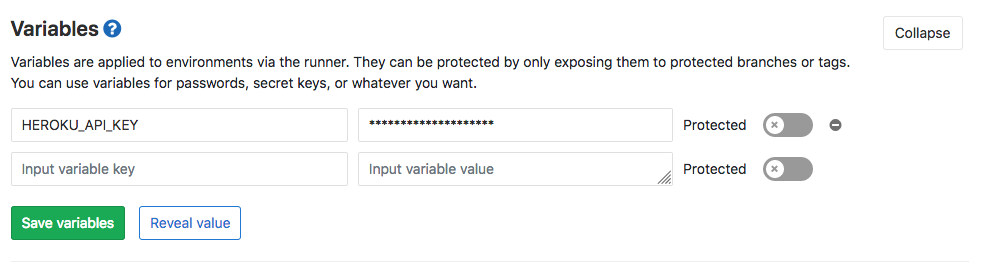 Variables
Collapse
Variables are applied to environments via the runner. They can be protected by only exposing them to protected branches or tags.
You can use variables for passwords, secret keys, or whatever you want.
HEROKU_API_KEY ******************** Protected
Input variable key Input variable value Protected
Save variables Reveal value